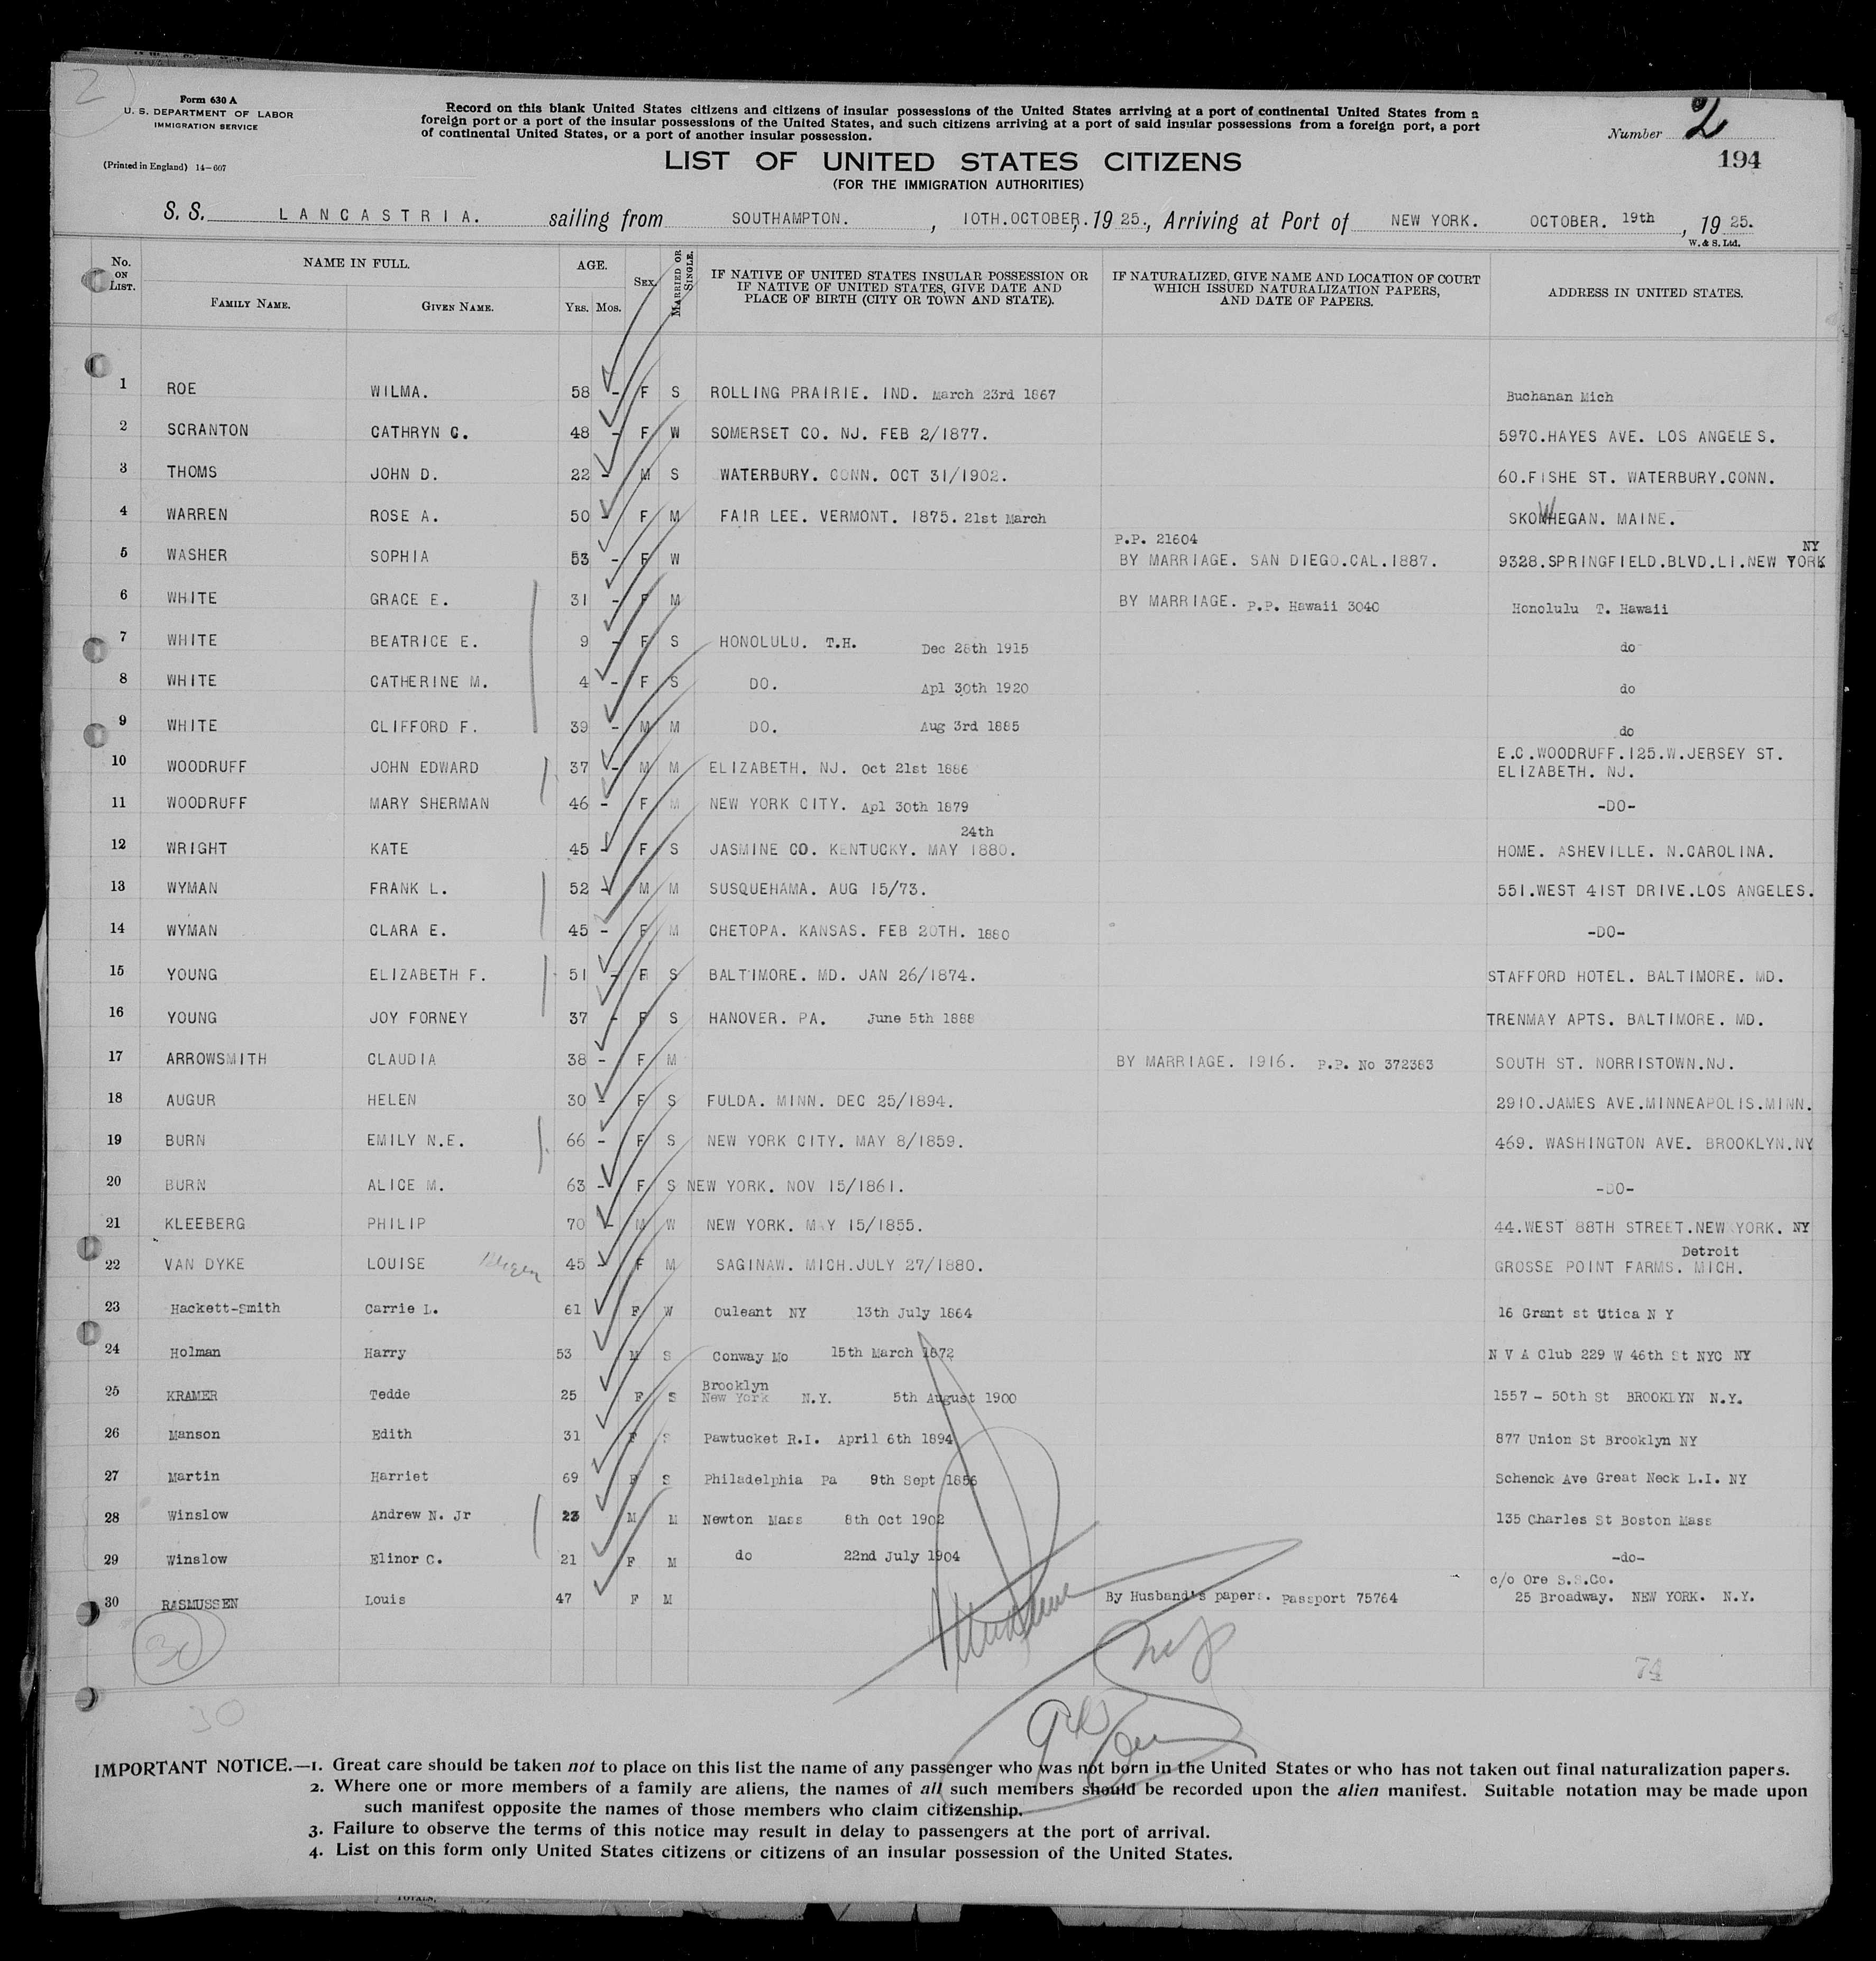 2
Form 630 A
U. S. DEPARTMENT OF LABOR
IMMIGRATION SERVICE
(Printed in England) 14-607
Record on this blank United States citizens and citizens of insular possessions of the United States arriving at a port of continental United States from a
foreign port or a port of the insular possessions of the United States, and such citizens arriving at a port of said insular possessions from a foreign port, a port
of continental United States, or a port of another insular possession.
Number 2
194
LIST OF UNITED STATES CITIZENS
(FOR THE IMMIGRATION AUTHORITIES)
S. S. LANCASTRIA. sailing from SOUTHAMPTON. , 10TH.OCTOBER, 1925., Arriving at Port of NEW YORK. OCTOBER. 19th , 1925.
W. & S. Ltd.
No. ON LIST. NAME IN FULL. FAMILY NAME. GIVEN NAME. AGE. Yrs. Mos. SEX. MARRIED OR SINGLE. IF NATIVE OF UNITED STATES INSULAR POSSESSION OR IF NATIVE OF UNITED STATES, GIVE DATE AND PLACE OF BIRTH (CITY OR TOWN AND STATE). IF NATURALIZED, GIVE NAME AND LOCATION OF COURT WHICH ISSUED NATURALIZATION PAPERS, AND DATE OF PAPERS. ADDRESS IN UNITED STATES.
1 ROE WILMA. 58 - F S ROLLING PRAIRIE. IND. March 23rd 1867 Buchanan Mich
2 SCRANTON CATHRYN C. 48 - F W SOMERSET CO. NJ. FEB 2/1877. 5970.HAYES AVE. LOS ANGELES.
3 THOMS JOHN D. 22 - M S WATERBURY. CONN. OCT 31/1902. 60.FISHE ST. WATERBURY.CONN.
4 WARREN ROSE A. 50 - F M FAIR LEE. VERMONT. 1875. 21st March SKOWHEGAN. MAINE.
5 WASHER SOPHIA 53 - F W P.P. 21604 BY MARRIAGE. SAN DIEGO.CAL.1887. 9328.SPRINGFIELD.BLVD.LI.NEW YORK NY
6 WHITE GRACE E. 31 - F M BY MARRIAGE. P.P. Hawaii 3040 Honolulu T. Hawaii
7 WHITE BEATRICE E. 9 - F S HONOLULU. T.H. Dec 28th 1915 do
8 WHITE CATHERINE M. 4 - F S DO. Apl 30th 1920 do
9 WHITE CLIFFORD F. 39 - M M DO. Aug 3rd 1885 do
10 WOODRUFF JOHN EDWARD 37 - M M ELIZABETH. NJ. Oct 21st 1886 E.C.WOODRUFF.125.W.JERSEY ST. ELIZABETH. NJ.
11 WOODRUFF MARY SHERMAN 46 - F M NEW YORK CITY. Apl 30th 1879 -DO-
12 WRIGHT KATE 45 - F S JASMINE CO. KENTUCKY. MAY 24th 1880. HOME. ASHEVILLE. N.CAROLINA.
13 WYMAN FRANK L. 52 - M M SUSQUEHAMA. AUG 15/73. 551.WEST 41ST DRIVE.LOS ANGELES.
14 WYMAN CLARA E. 45 - F M CHETOPA. KANSAS. FEB 20TH. 1880 -DO-
15 YOUNG ELIZABETH F. 51 - F S BALTIMORE. MD. JAN 26/1874. STAFFORD HOTEL. BALTIMORE. MD.
16 YOUNG JOY FORNEY 37 - F S HANOVER. PA. June 5th 1888 TRENMAY APTS. BALTIMORE. MD.
17 ARROWSMITH CLAUDIA 38 - F M BY MARRIAGE. 1916. P.P. No 372383 SOUTH ST. NORRISTOWN.NJ.
18 AUGUR HELEN 30 - F S FULDA. MINN. DEC 25/1894. 2910.JAMES AVE.MINNEAPOLIS.MINN.
19 BURN EMILY N.E. 66 - F S NEW YORK CITY. MAY 8/1859. 469. WASHINGTON AVE. BROOKLYN.NY
20 BURN ALICE M. 63 - F S NEW YORK. NOV 15/1861. -DO-
21 KLEEBERG PHILIP 70 - M W NEW YORK. MAY 15/1855. 44.WEST 88TH STREET.NEW YORK. NY
22 VAN DYKE LOUISE 45 - F M SAGINAW. MICH.JULY 27/1880. GROSSE POINT FARMS. Detroit MICH.
23 Hackett-Smith Carrie L. 61 F W Ouleant NY 13th July 1864 16 Grant st Utica N Y
24 Holman Harry 53 M S Conway Mo 15th March 1872 N V A Club 229 W 46th St NYC NY
25 KRAMER Tedde 25 F S Brooklyn New York N.Y. 5th August 1900 1557 - 50th St BROOKLYN N.Y.
26 Manson Edith 31 F S Pawtucket R.I. April 6th 1894 877 Union St Brooklyn NY
27 Martin Harriet 69 F S Philadelphia Pa 9th Sept 1856 Schenck Ave Great Neck L.I. NY
28 Winslow Andrew N. Jr 23 M M Newton Mass 8th Oct 1902 135 Charles St Boston Mass
29 Winslow Elinor C. 21 F M do 22nd July 1904 -do-
30 RASMUSSEN Louis 47 F M By Husband's papers. Passport 75764 c/o Ore S.S.Co. 25 Broadway. NEW YORK. N.Y.
30
74
30
IMPORTANT NOTICE.—1. Great care should be taken not to place on this list the name of any passenger who was not born in the United States or who has not taken out final naturalization papers.
2. Where one or more members of a family are aliens, the names of all such members should be recorded upon the alien manifest. Suitable notation may be made upon
such manifest opposite the names of those members who claim citizenship.
3. Failure to observe the terms of this notice may result in delay to passengers at the port of arrival.
4. List on this form only United States citizens or citizens of an insular possession of the United States.
TOTALS.